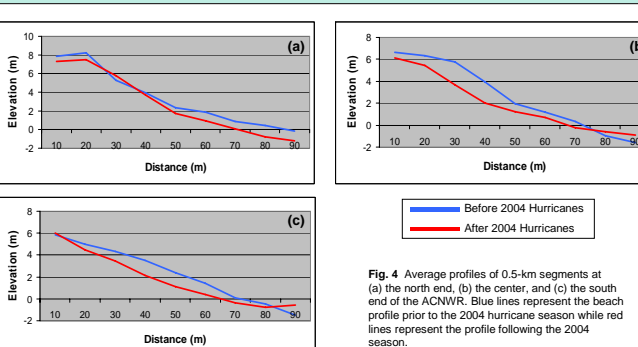 (a)
Elevation (m)
10
8
6
4
2
0
-2
10 20 30 40 50 60 70 80 90
Distance (m)
(b
Elevation (m)
8
6
4
2
0
-2
10 20 30 40 50 60 70 80 90
Distance (m)
(c)
Elevation (m)
8
6
4
2
0
-2
10 20 30 40 50 60 70 80 90
Distance (m)
Before 2004 Hurricanes
After 2004 Hurricanes
Fig. 4 Average profiles of 0.5-km segments at
(a) the north end, (b) the center, and (c) the south
end of the ACNWR. Blue lines represent the beach
profile prior to the 2004 hurricane season while red
lines represent the profile following the 2004
season.